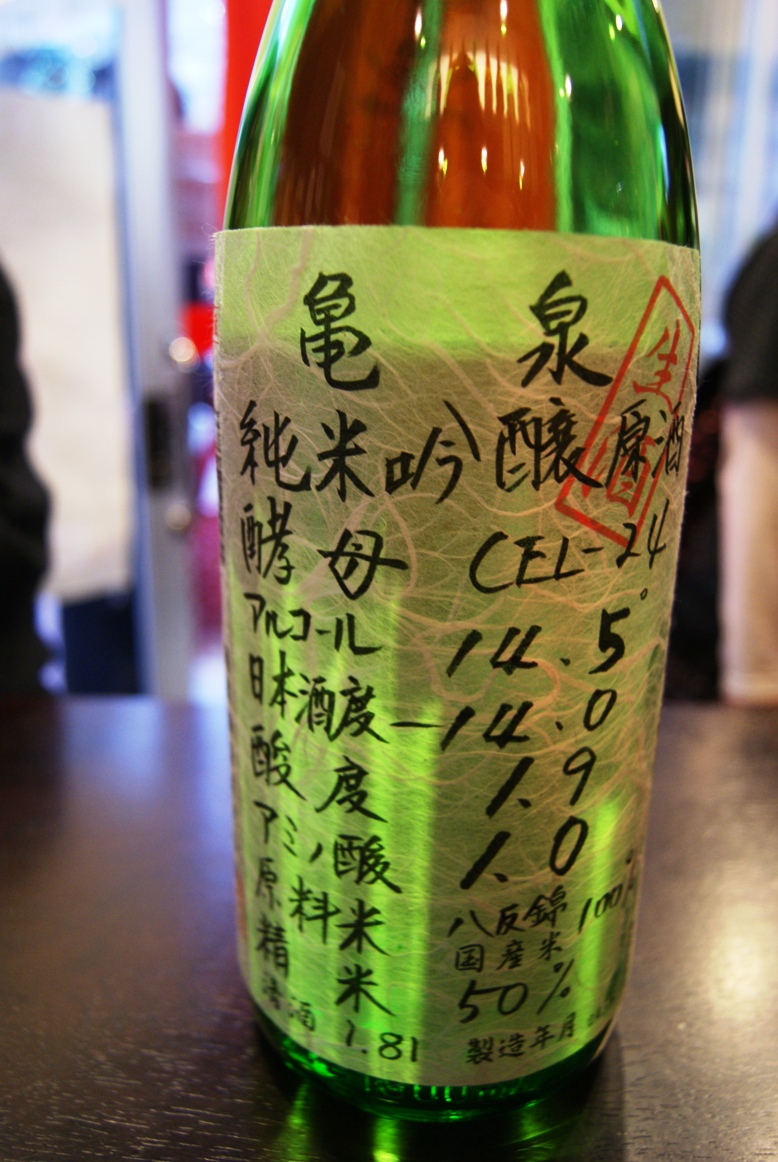 亀泉
純米吟醸原酒
酵母 CEL-24
アルコール 14.5°
日本酒度 -14.0
酸度 1.9
アミノ酸 1.0
原料米 八反錦 100%
国産米
精米 50%
清酒 1.8l 製造年月
生酒